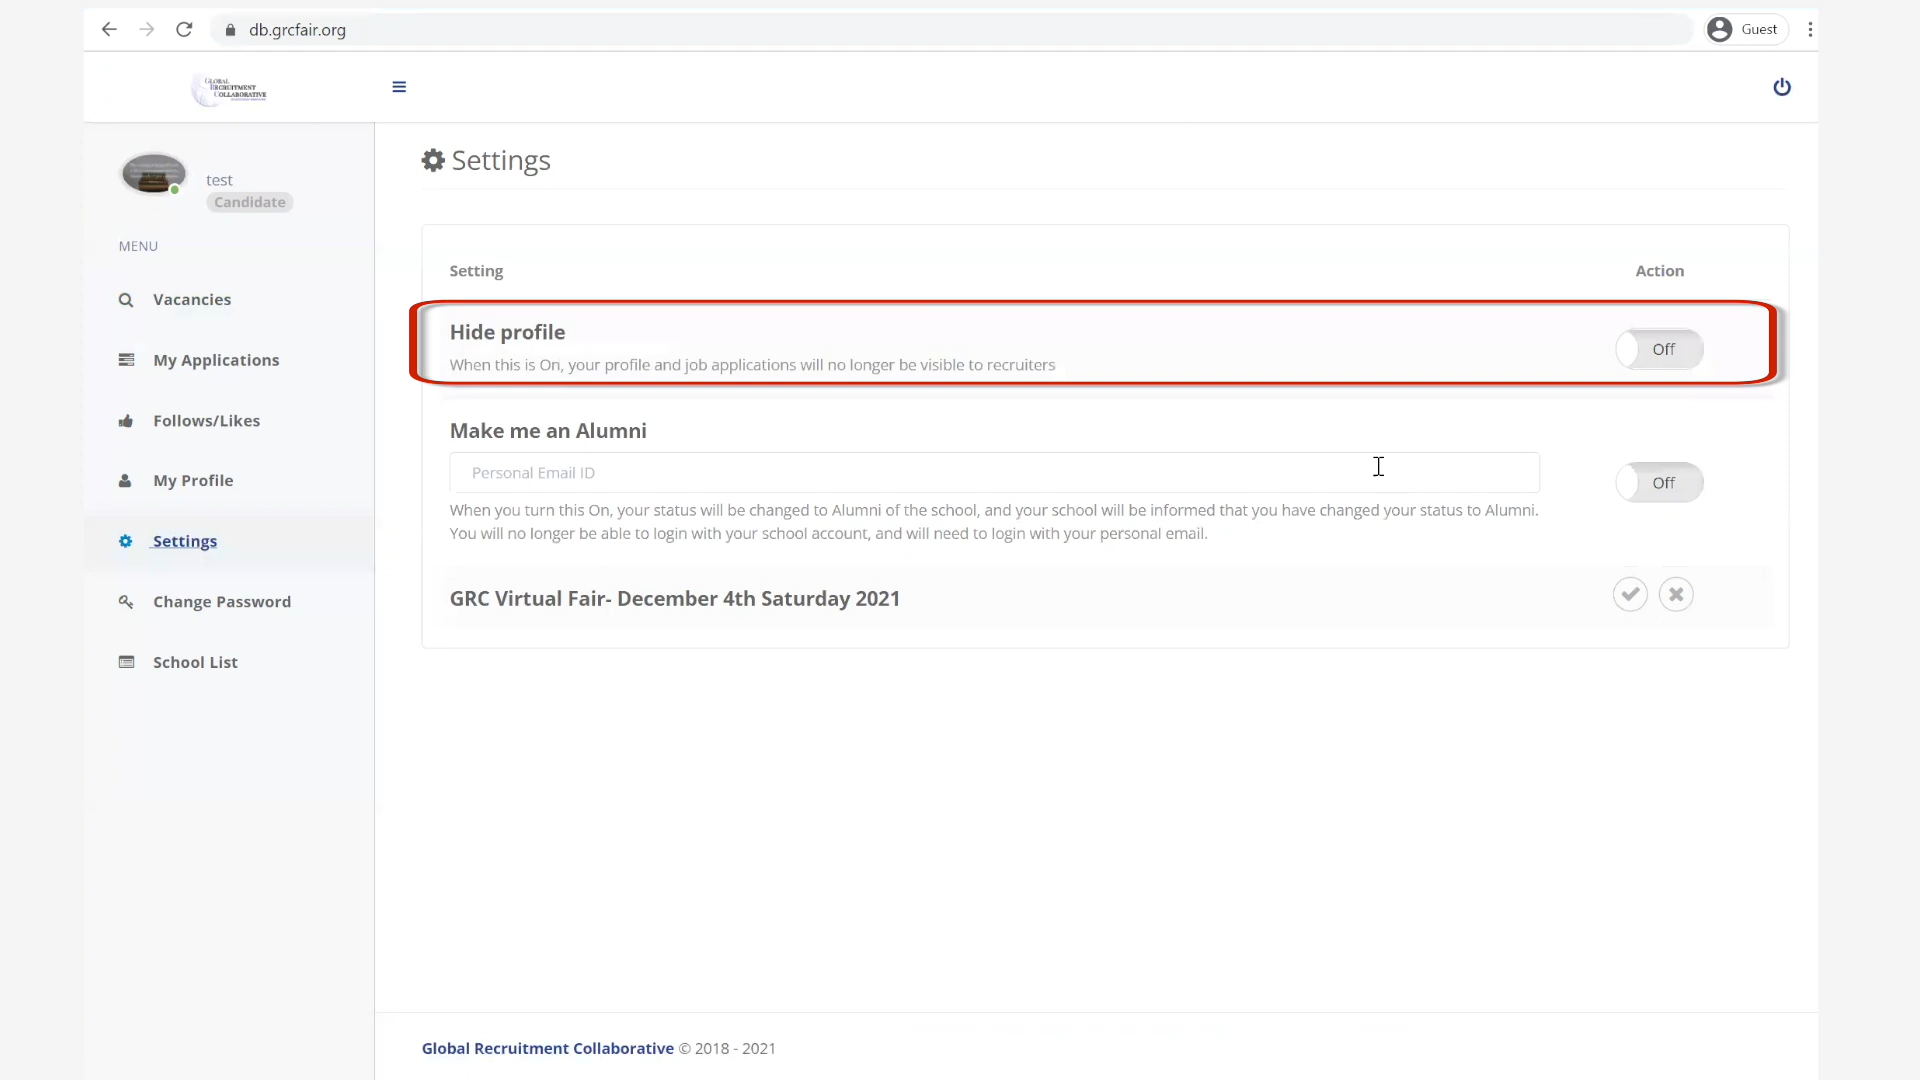 db.grcfair.org
Guest
GLOBAL
RECRUITMENT
COLLABORATIVE
test
Candidate
MENU
Vacancies
My Applications
Follows/Likes
My Profile
Settings
Change Password
School List
Settings
Setting
Action
Hide profile
When this is On, your profile and job applications will no longer be visible to recruiters
Off
Make me an Alumni
Personal Email ID
Off
When you turn this On, your status will be changed to Alumni of the school, and your school will be informed that you have changed your status to Alumni.
You will no longer be able to login with your school account, and will need to login with your personal email.
GRC Virtual Fair- December 4th Saturday 2021
Global Recruitment Collaborative © 2018 - 2021